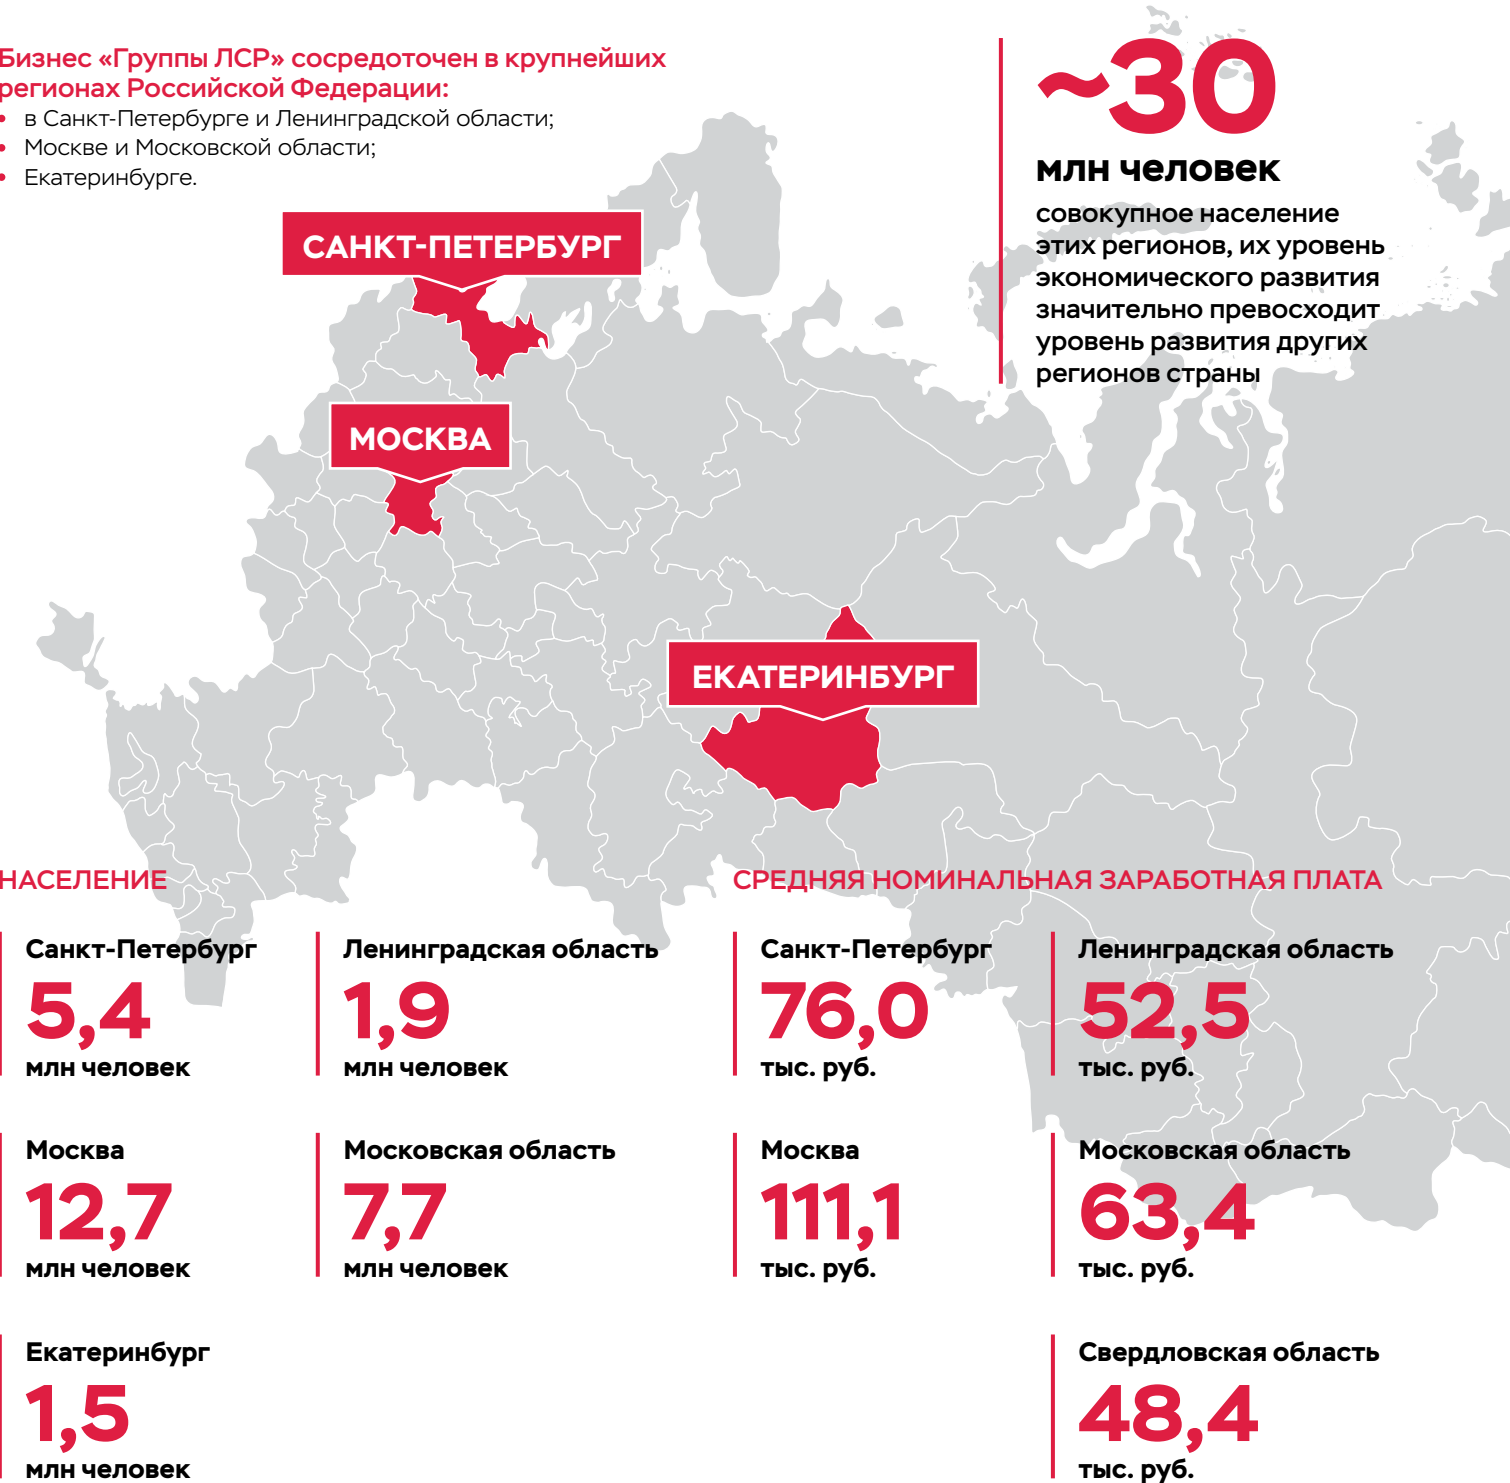 Бизнес «Группы ЛСР» сосредоточен в крупнейших
регионах Российской Федерации:
• в Санкт-Петербурге и Ленинградской области;
• Москве и Московской области;
• Екатеринбурге.
~30
млн человек
совокупное население
этих регионов, их уровень
экономического развития
значительно превосходит
уровень развития других
регионов страны
САНКТ-ПЕТЕРБУРГ
МОСКВА
ЕКАТЕРИНБУРГ
НАСЕЛЕНИЕ
Санкт-Петербург
5,4
млн человек
Ленинградская область
1,9
млн человек
Москва
12,7
млн человек
Московская область
7,7
млн человек
Екатеринбург
1,5
млн человек
СРЕДНЯЯ НОМИНАЛЬНАЯ ЗАРАБОТНАЯ ПЛАТА
Санкт-Петербург
76,0
тыс. руб.
Ленинградская область
52,5
тыс. руб.
Москва
111,1
тыс. руб.
Московская область
63,4
тыс. руб.
Свердловская область
48,4
тыс. руб.